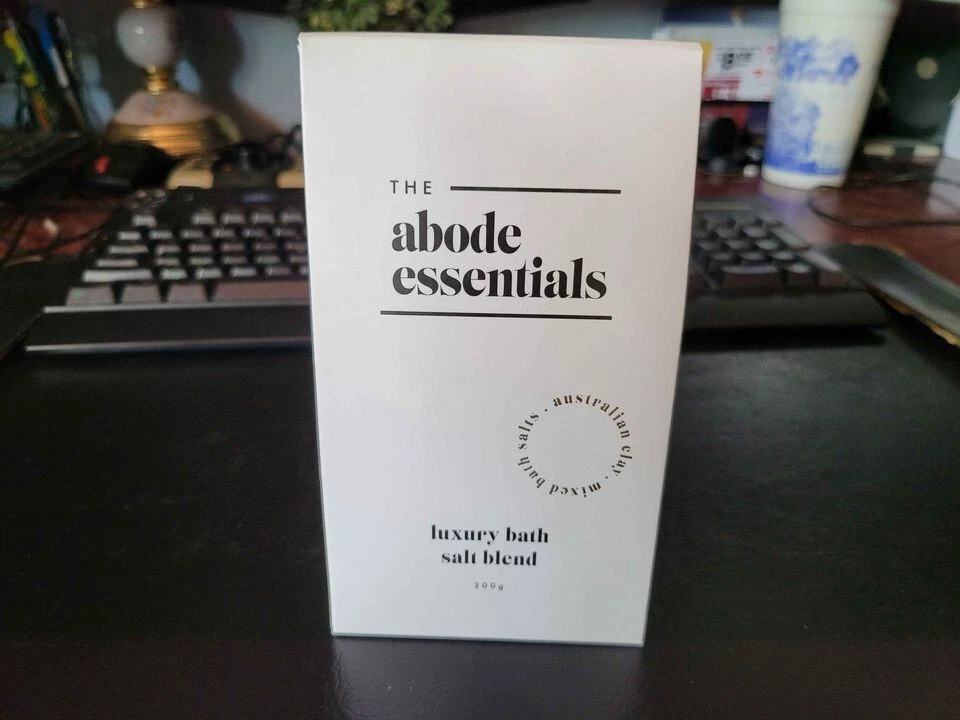 THE
abode
essentials
australian clay . mixed bath salts .
luxury bath
salt blend
200g